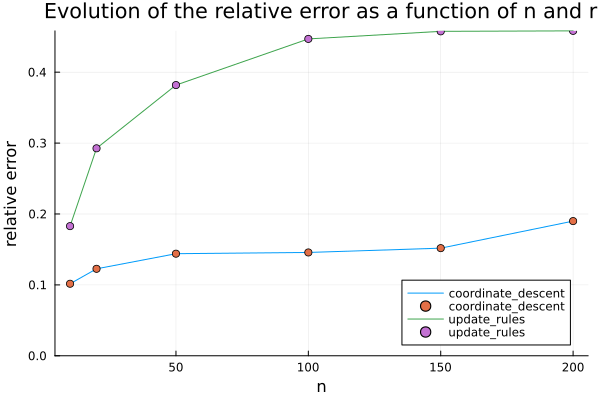 Evolution of the relative error as a function of n and r
relative error
0.4
0.3
0.2
0.1
0.0
50
100
150
200
n
coordinate_descent
coordinate_descent
update_rules
update_rules